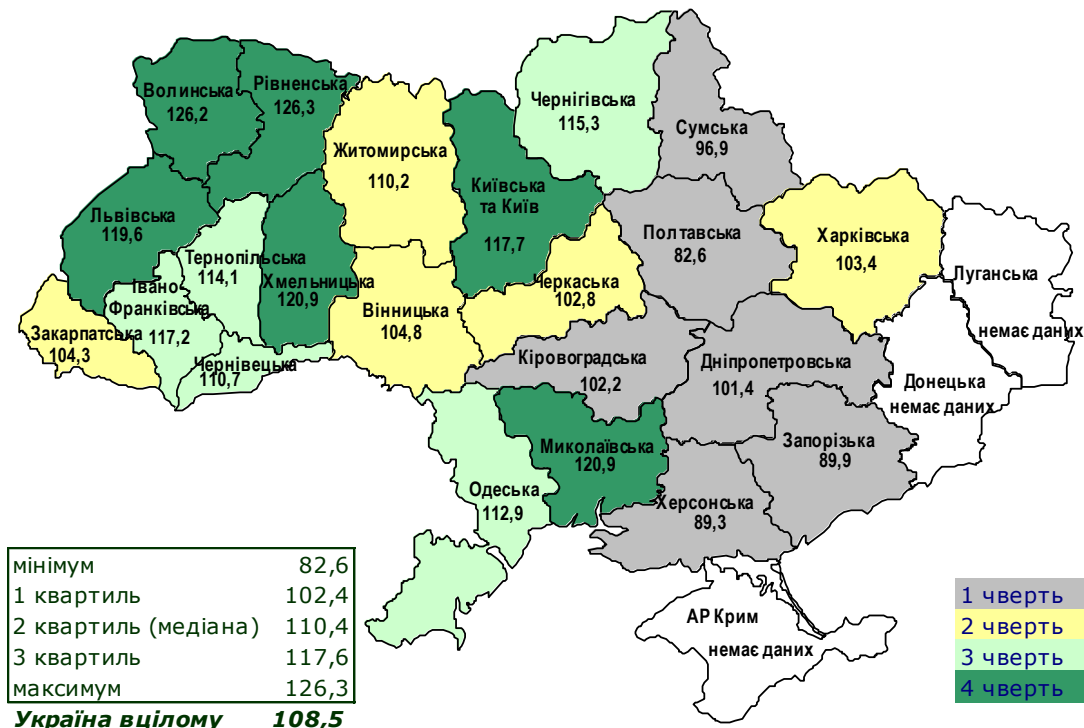 Волинська
126,2
Рівненська
126,3
Житомирська
110,2
Київська
та Київ
117,7
Чернігівська
115,3
Сумська
96,9
Львівська
119,6
Тернопільська
114,1
Хмельницька
120,9
Івано-
Франківська
117,2
Закарпатська
104,3
Чернівецька
110,7
Вінницька
104,8
Черкаська
102,8
Полтавська
82,6
Харківська
103,4
Луганська
немає даних
Донецька
немає даних
Кіровоградська
102,2
Дніпропетровська
101,4
Запорізька
89,9
Миколаївська
120,9
Одеська
112,9
Херсонська
89,3
АР Крим
немає даних
мінімум 82,6
1 квартиль 102,4
2 квартиль (медіана) 110,4
3 квартиль 117,6
максимум 126,3
Україна вцілому 108,5
1 чверть
2 чверть
3 чверть
4 чверть